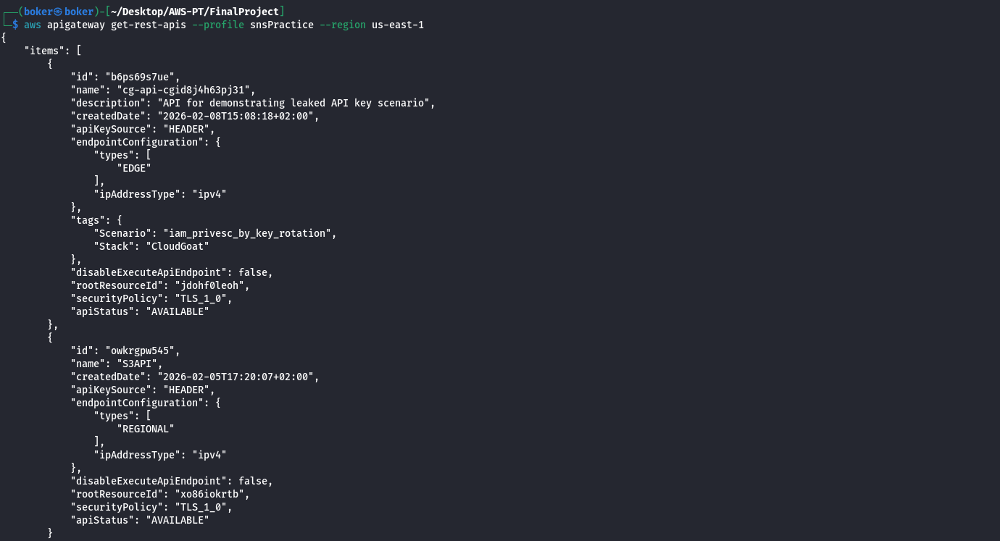 ┌──(boker㉿boker)-[~/Desktop/AWS-PT/FinalProject]
└─$ aws apigateway get-rest-apis --profile snsPractice --region us-east-1
{
    "items": [
        {
            "id": "b6ps69s7ue",
            "name": "cg-api-cgid8j4h63pj31",
            "description": "API for demonstrating leaked API key scenario",
            "createdDate": "2026-02-08T15:08:18+02:00",
            "apiKeySource": "HEADER",
            "endpointConfiguration": {
                "types": [
                    "EDGE"
                ],
                "ipAddressType": "ipv4"
            },
            "tags": {
                "Scenario": "iam_privesc_by_key_rotation",
                "Stack": "CloudGoat"
            },
            "disableExecuteApiEndpoint": false,
            "rootResourceId": "jdohf0leoh",
            "securityPolicy": "TLS_1_0",
            "apiStatus": "AVAILABLE"
        },
        {
            "id": "owkrgpw545",
            "name": "S3API",
            "createdDate": "2026-02-05T17:20:07+02:00",
            "apiKeySource": "HEADER",
            "endpointConfiguration": {
                "types": [
                    "REGIONAL"
                ],
                "ipAddressType": "ipv4"
            },
            "disableExecuteApiEndpoint": false,
            "rootResourceId": "xo86iokrtb",
            "securityPolicy": "TLS_1_0",
            "apiStatus": "AVAILABLE"
        }